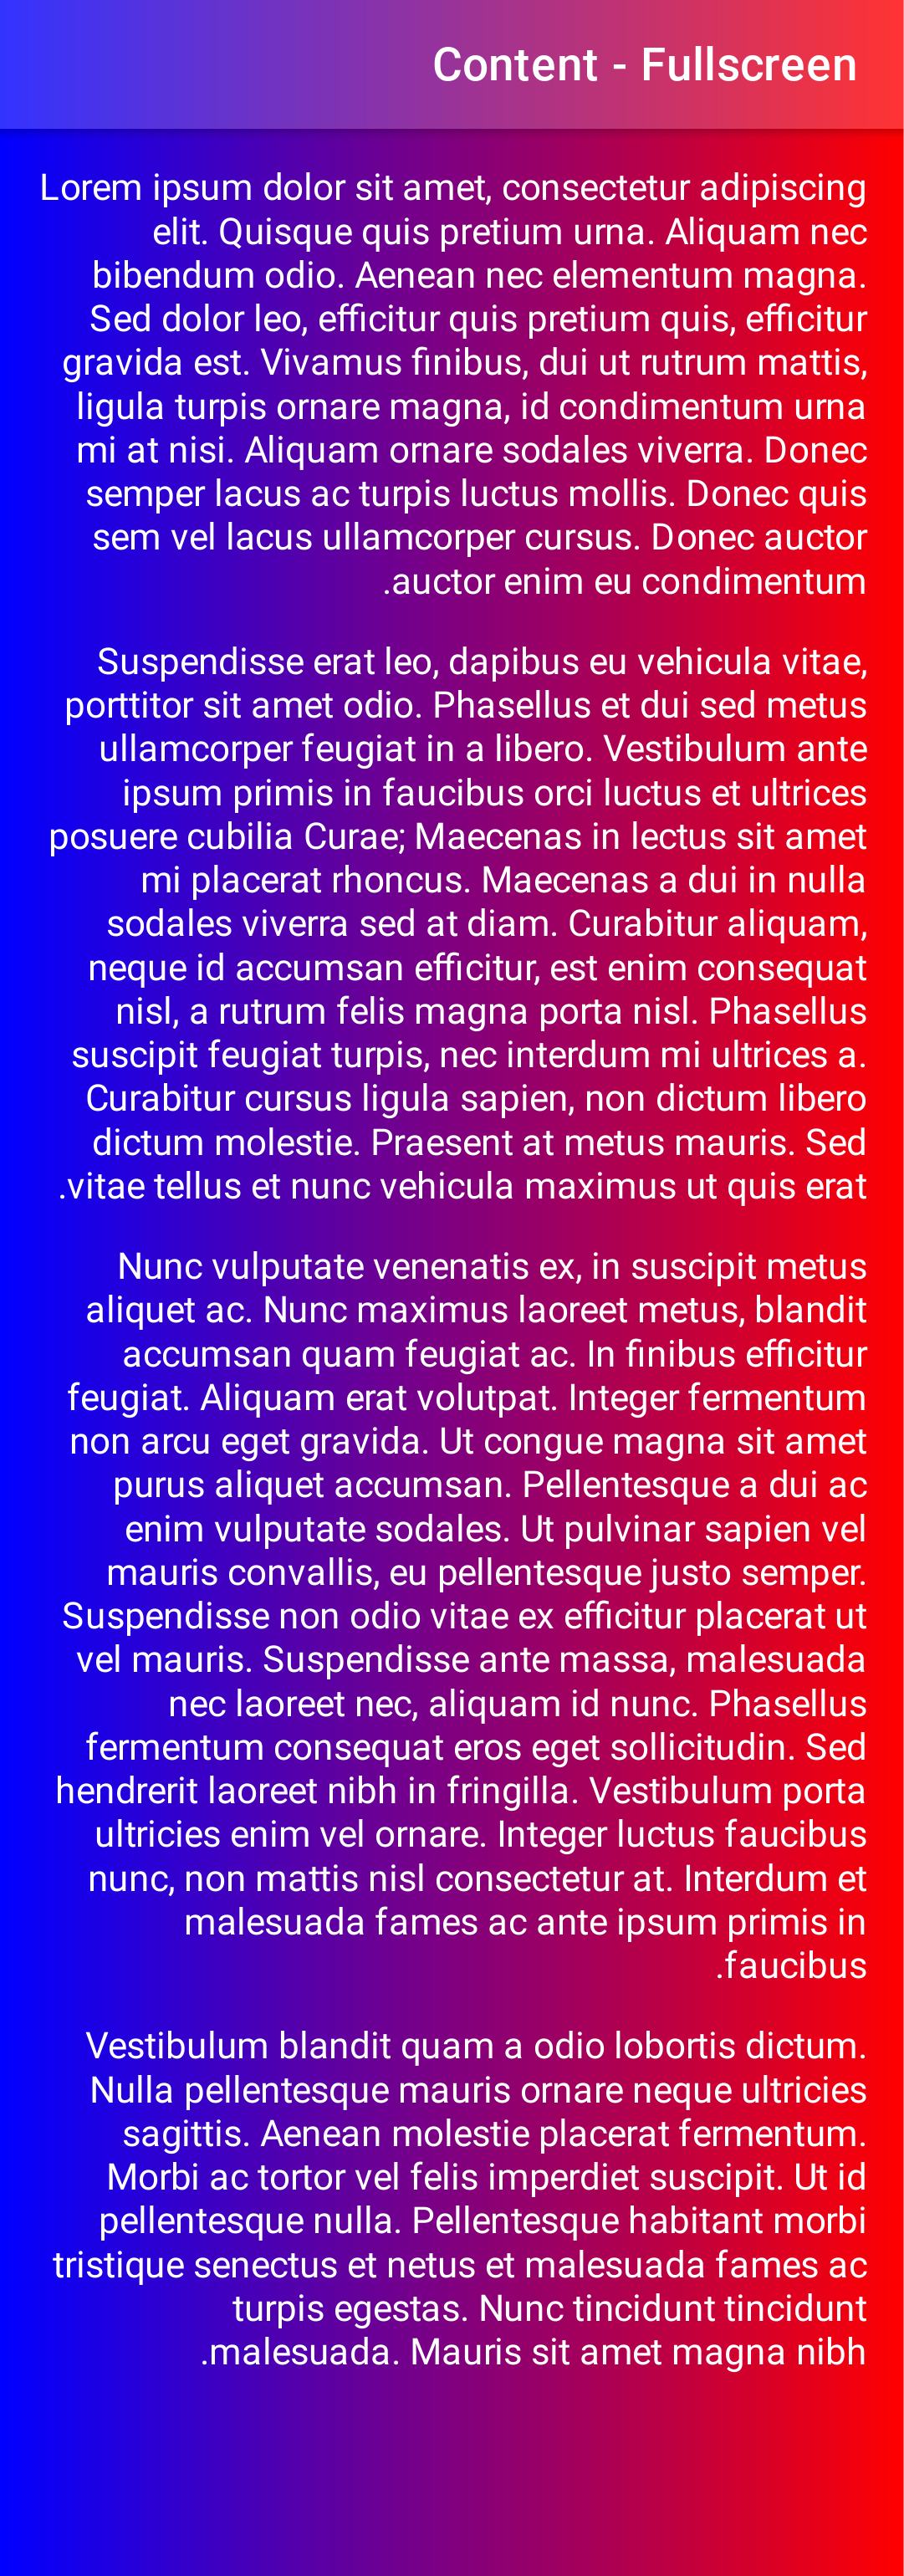 Content - Fullscreen
Lorem ipsum dolor sit amet, consectetur adipiscing
elit. Quisque quis pretium urna. Aliquam nec
bibendum odio. Aenean nec elementum magna.
Sed dolor leo, efficitur quis pretium quis, efficitur
gravida est. Vivamus finibus, dui ut rutrum mattis,
ligula turpis ornare magna, id condimentum urna
mi at nisi. Aliquam ornare sodales viverra. Donec
semper lacus ac turpis luctus mollis. Donec quis
sem vel lacus ullamcorper cursus. Donec auctor
.auctor enim eu condimentum
Suspendisse erat leo, dapibus eu vehicula vitae,
porttitor sit amet odio. Phasellus et dui sed metus
ullamcorper feugiat in a libero. Vestibulum ante
ipsum primis in faucibus orci luctus et ultrices
posuere cubilia Curae; Maecenas in lectus sit amet
mi placerat rhoncus. Maecenas a dui in nulla
sodales viverra sed at diam. Curabitur aliquam,
neque id accumsan efficitur, est enim consequat
nisl, a rutrum felis magna porta nisl. Phasellus
suscipit feugiat turpis, nec interdum mi ultrices a.
Curabitur cursus ligula sapien, non dictum libero
dictum molestie. Praesent at metus mauris. Sed
.vitae tellus et nunc vehicula maximus ut quis erat
Nunc vulputate venenatis ex, in suscipit metus
aliquet ac. Nunc maximus laoreet metus, blandit
accumsan quam feugiat ac. In finibus efficitur
feugiat. Aliquam erat volutpat. Integer fermentum
non arcu eget gravida. Ut congue magna sit amet
purus aliquet accumsan. Pellentesque a dui ac
enim vulputate sodales. Ut pulvinar sapien vel
mauris convallis, eu pellentesque justo semper.
Suspendisse non odio vitae ex efficitur placerat ut
vel mauris. Suspendisse ante massa, malesuada
nec laoreet nec, aliquam id nunc. Phasellus
fermentum consequat eros eget sollicitudin. Sed
hendrerit laoreet nibh in fringilla. Vestibulum porta
ultricies enim vel ornare. Integer luctus faucibus
nunc, non mattis nisl consectetur at. Interdum et
malesuada fames ac ante ipsum primis in
.faucibus
Vestibulum blandit quam a odio lobortis dictum.
Nulla pellentesque mauris ornare neque ultricies
sagittis. Aenean molestie placerat fermentum.
Morbi ac tortor vel felis imperdiet suscipit. Ut id
pellentesque nulla. Pellentesque habitant morbi
tristique senectus et netus et malesuada fames ac
turpis egestas. Nunc tincidunt tincidunt
.malesuada. Mauris sit amet magna nibh